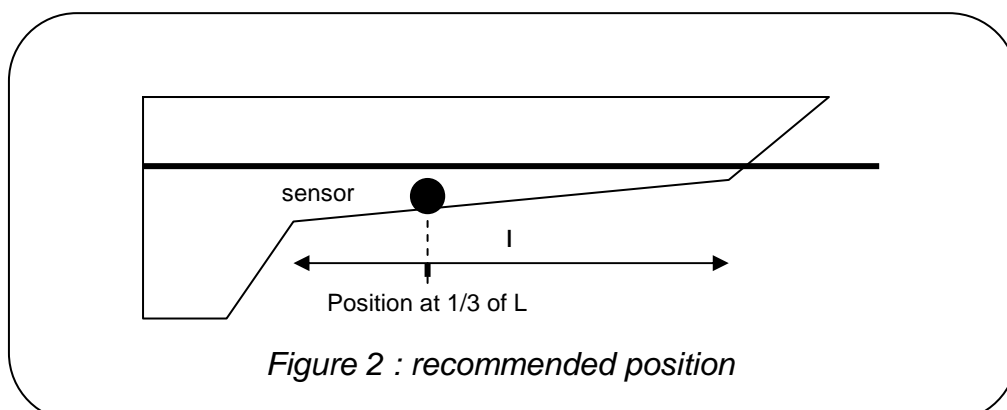 sensor
l
Position at 1/3 of L
Figure 2 : recommended position